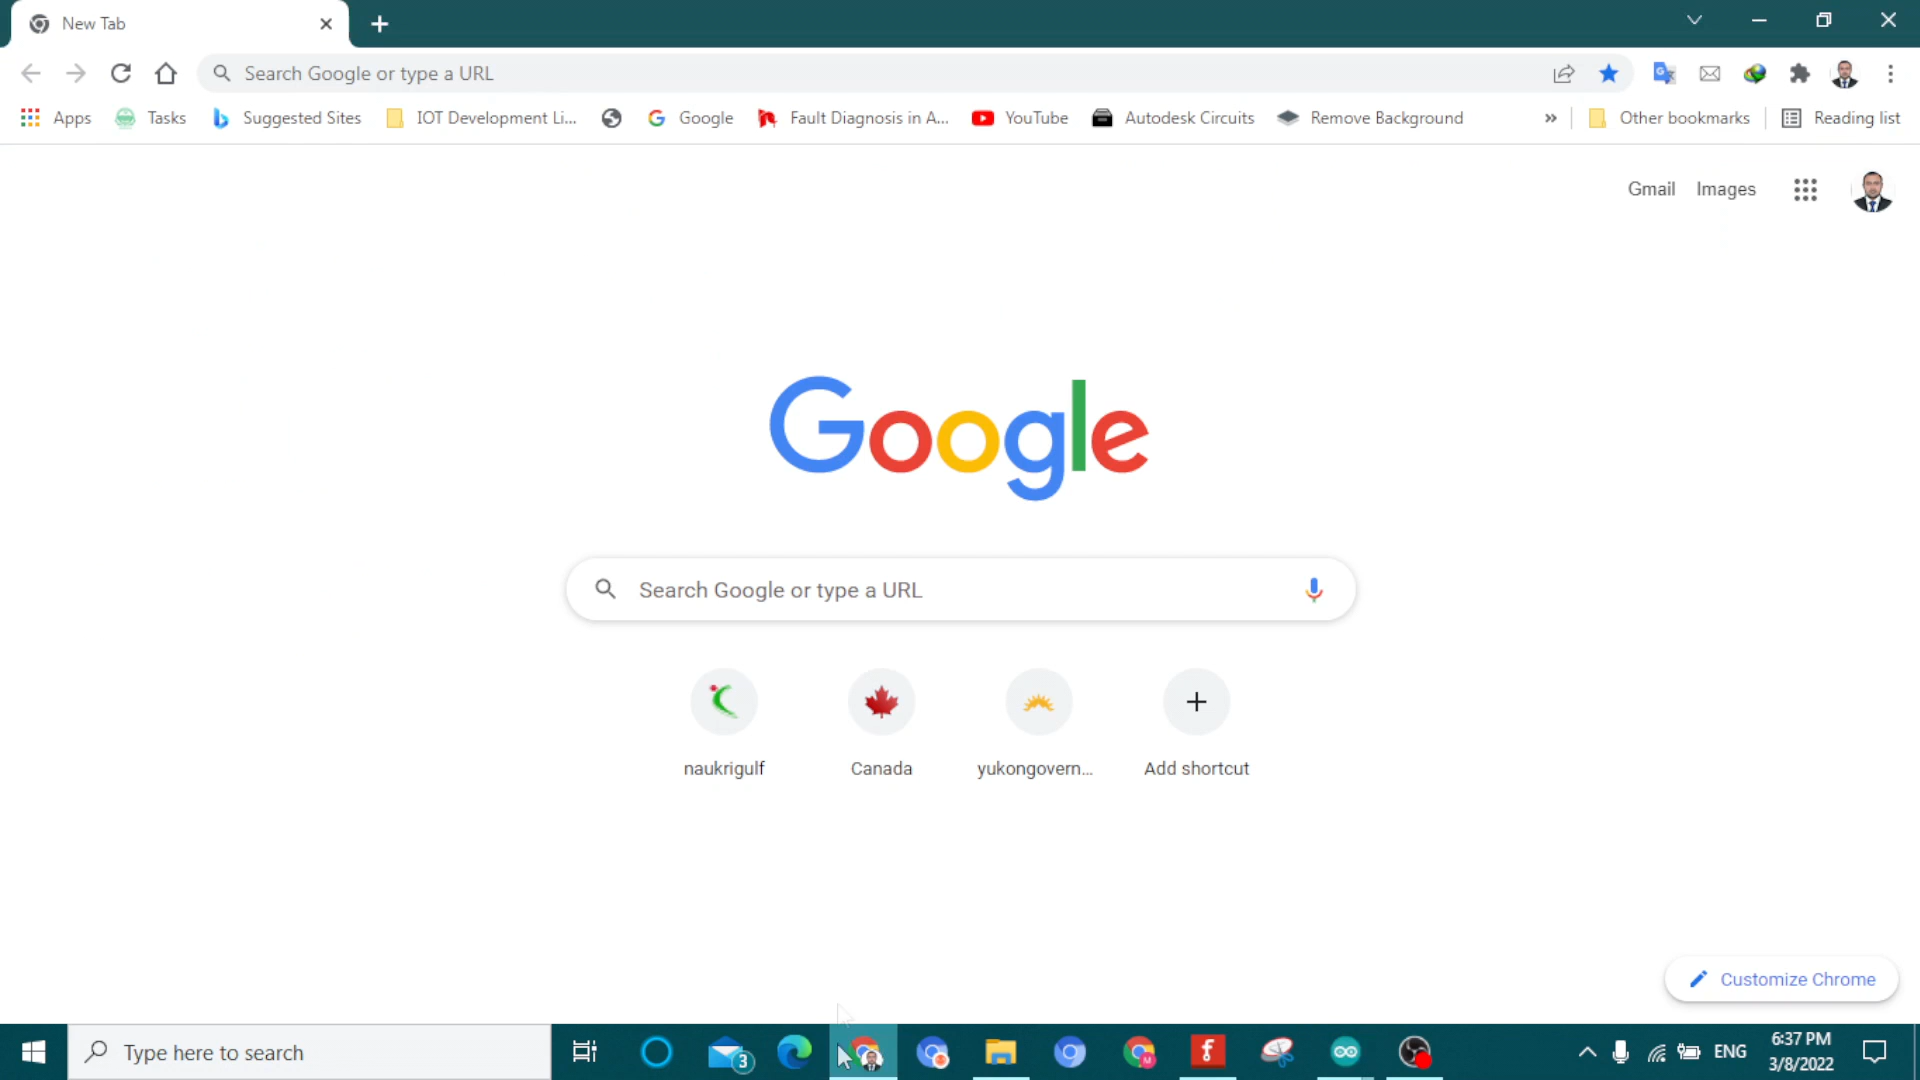 New Tab
Search Google or type a URL
Apps Tasks Suggested Sites IOT Development Li... Google Fault Diagnosis in A... YouTube Autodesk Circuits Remove Background » Other bookmarks Reading list
Gmail Images
Google
Search Google or type a URL
naukrigulf Canada yukongovern... Add shortcut
Customize Chrome
Type here to search 3 ENG 6:37 PM
3/8/2022